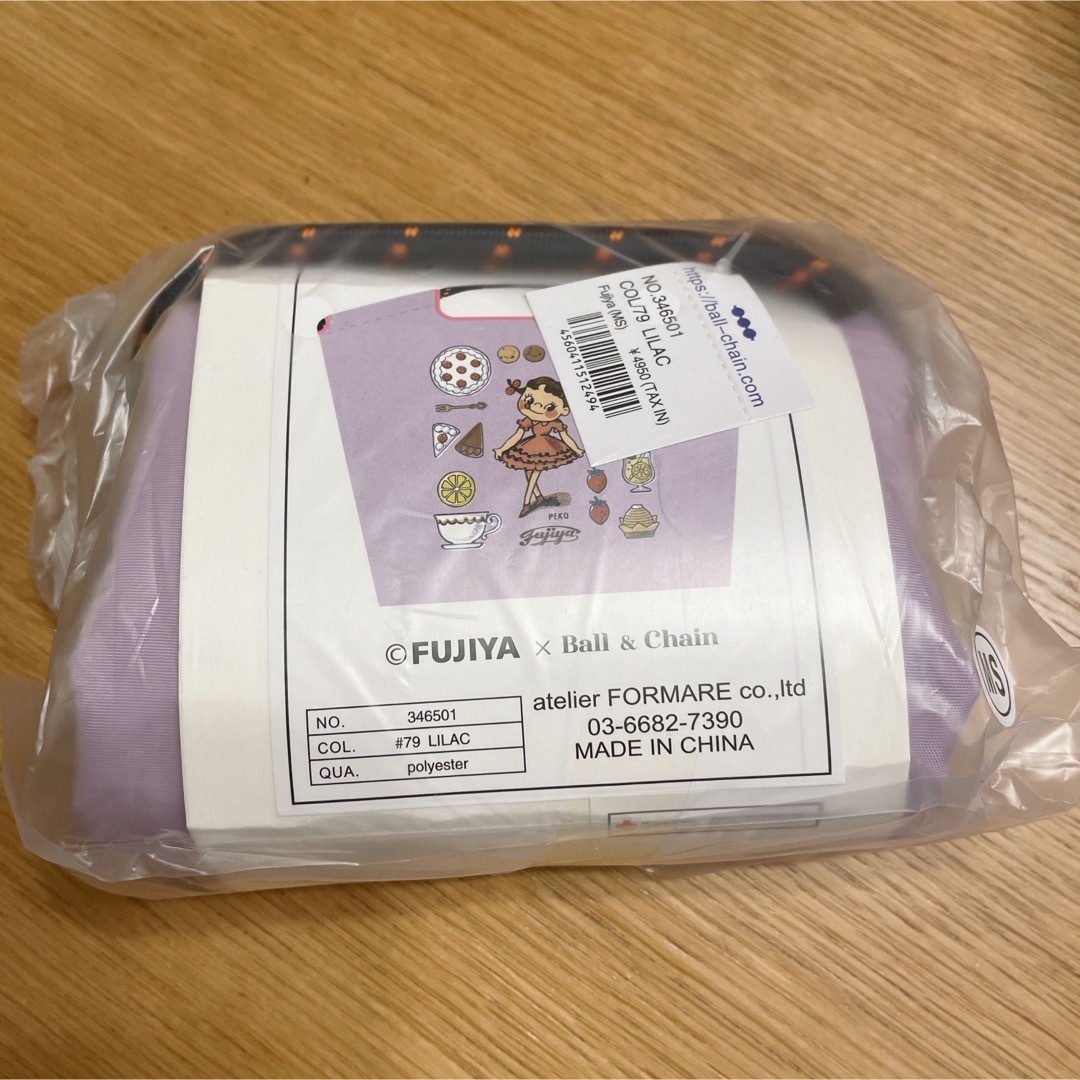 https://ball-chain.com
NO.346501
COL/79 LILAC
Fujiya (MS) ￥4950 (TAX IN)
4560411512494
PEKO
Fujiya
©FUJIYA × Ball & Chain
NO. 346501
COL. #79 LILAC
QUA. polyester
atelier FORMARE co.,ltd
03-6682-7390
MADE IN CHINA
MS